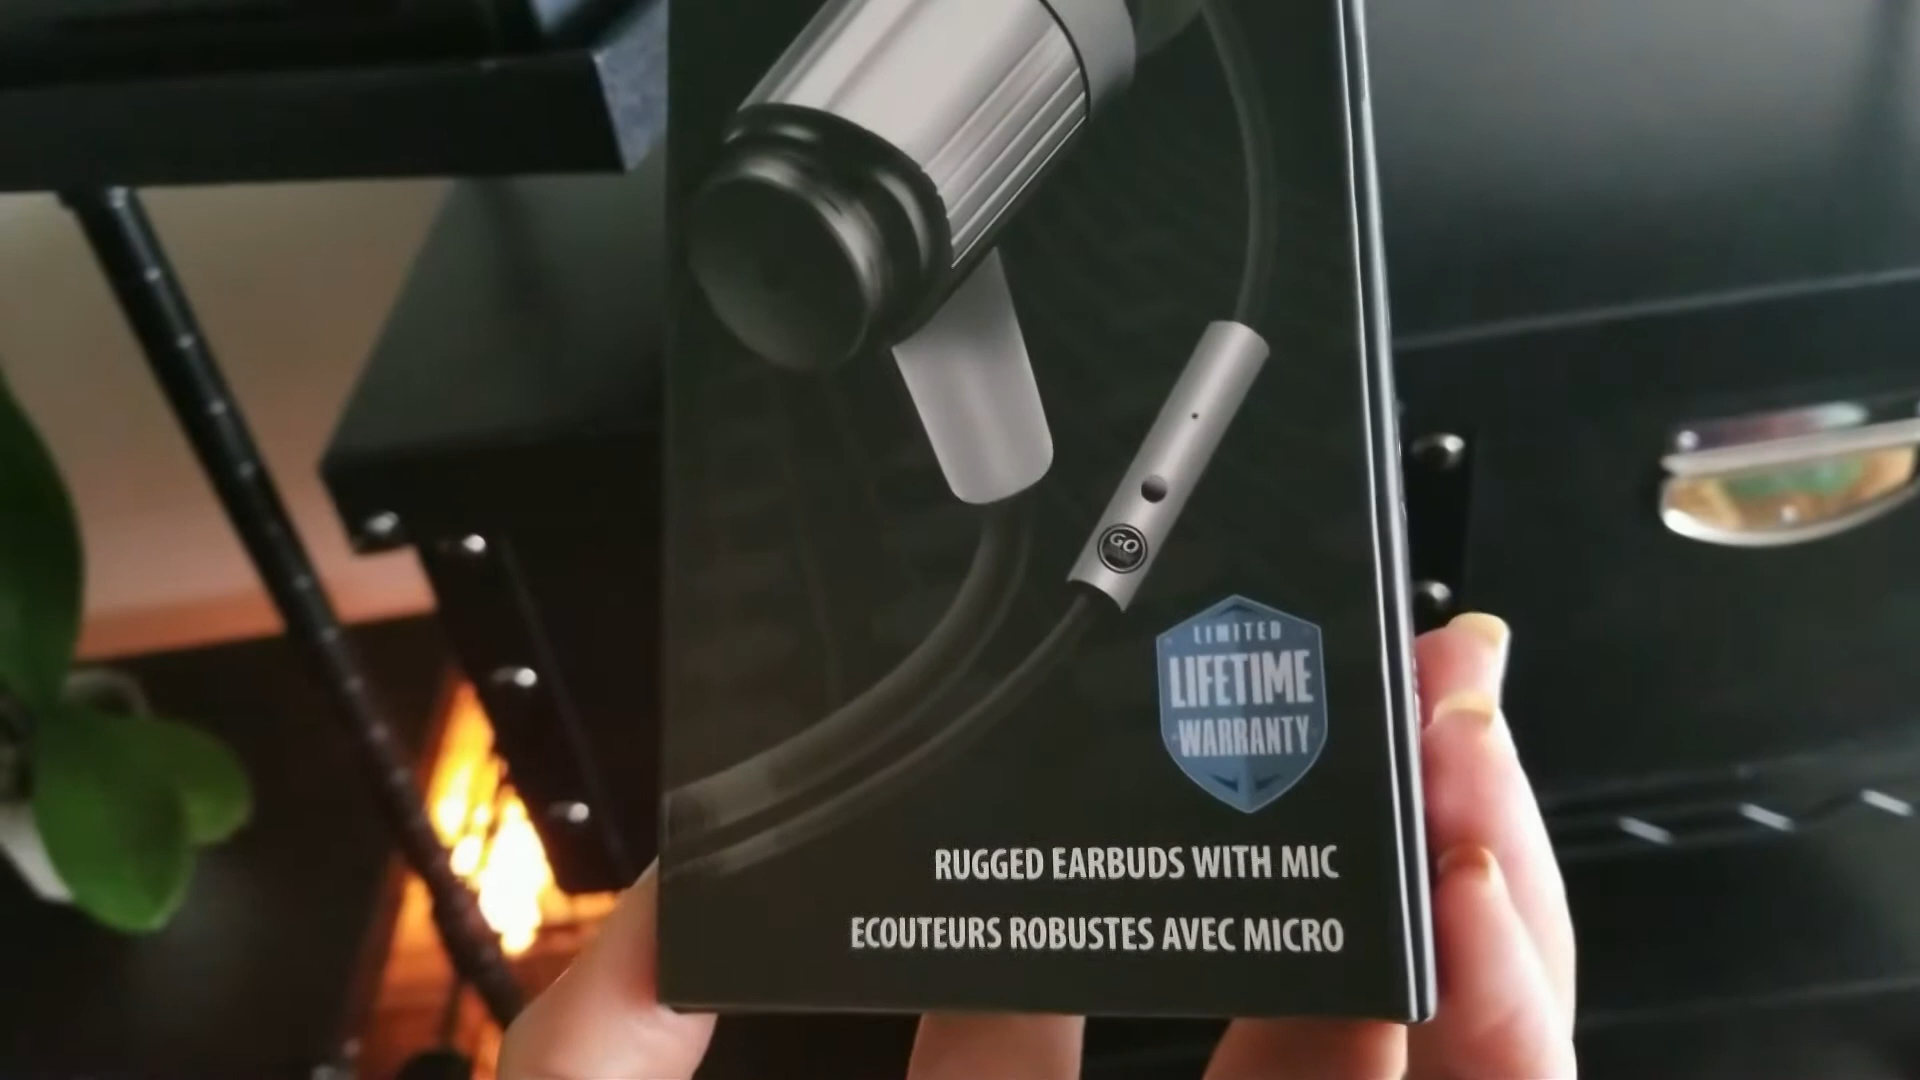 GO
LIMITED
LIFETIME
WARRANTY
RUGGED EARBUDS WITH MIC
ECOUTEURS ROBUSTES AVEC MICRO